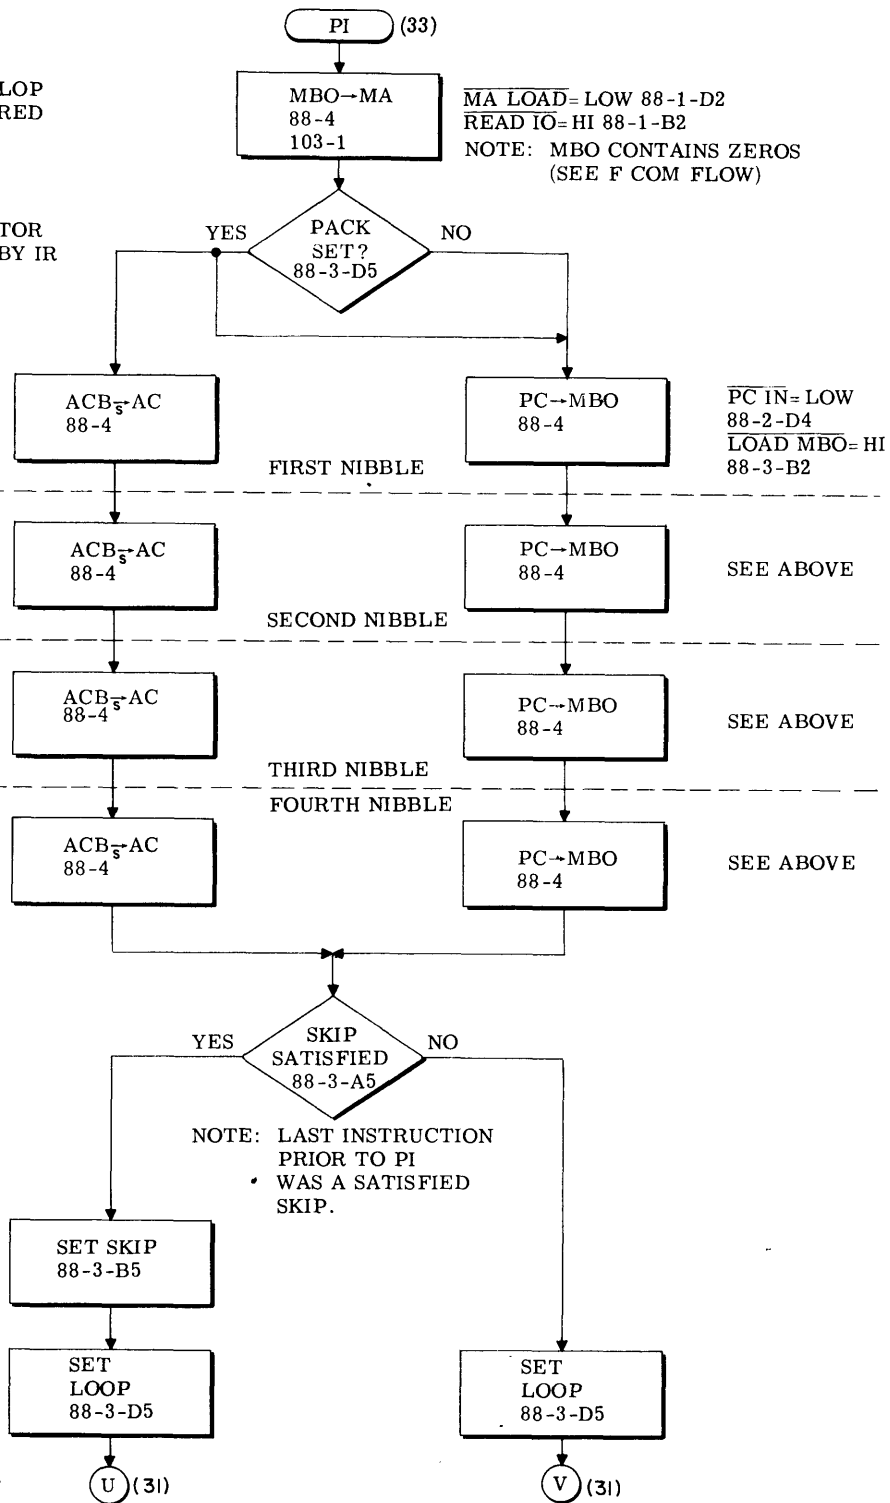 PI (33)
LOP
RED
MBO→MA
88-4
103-1
MA LOAD = LOW 88-1-D2
READ IO = HI 88-1-B2
NOTE: MBO CONTAINS ZEROS
(SEE F COM FLOW)
TOR
BY IR
YES
PACK
SET?
88-3-D5
NO
ACB→AC
S
88-4
PC→MBO
88-4
PC IN = LOW
88-2-D4
LOAD MBO = HI
88-3-B2
FIRST NIBBLE
ACB→AC
S
88-4
PC→MBO
88-4
SEE ABOVE
SECOND NIBBLE
ACB→AC
S
88-4
PC→MBO
88-4
SEE ABOVE
THIRD NIBBLE
FOURTH NIBBLE
ACB→AC
S
88-4
PC→MBO
88-4
SEE ABOVE
YES
SKIP
SATISFIED
88-3-A5
NO
NOTE: LAST INSTRUCTION
PRIOR TO PI
WAS A SATISFIED
SKIP.
SET SKIP
88-3-B5
SET
LOOP
88-3-D5
SET
LOOP
88-3-D5
U (31)
V (31)